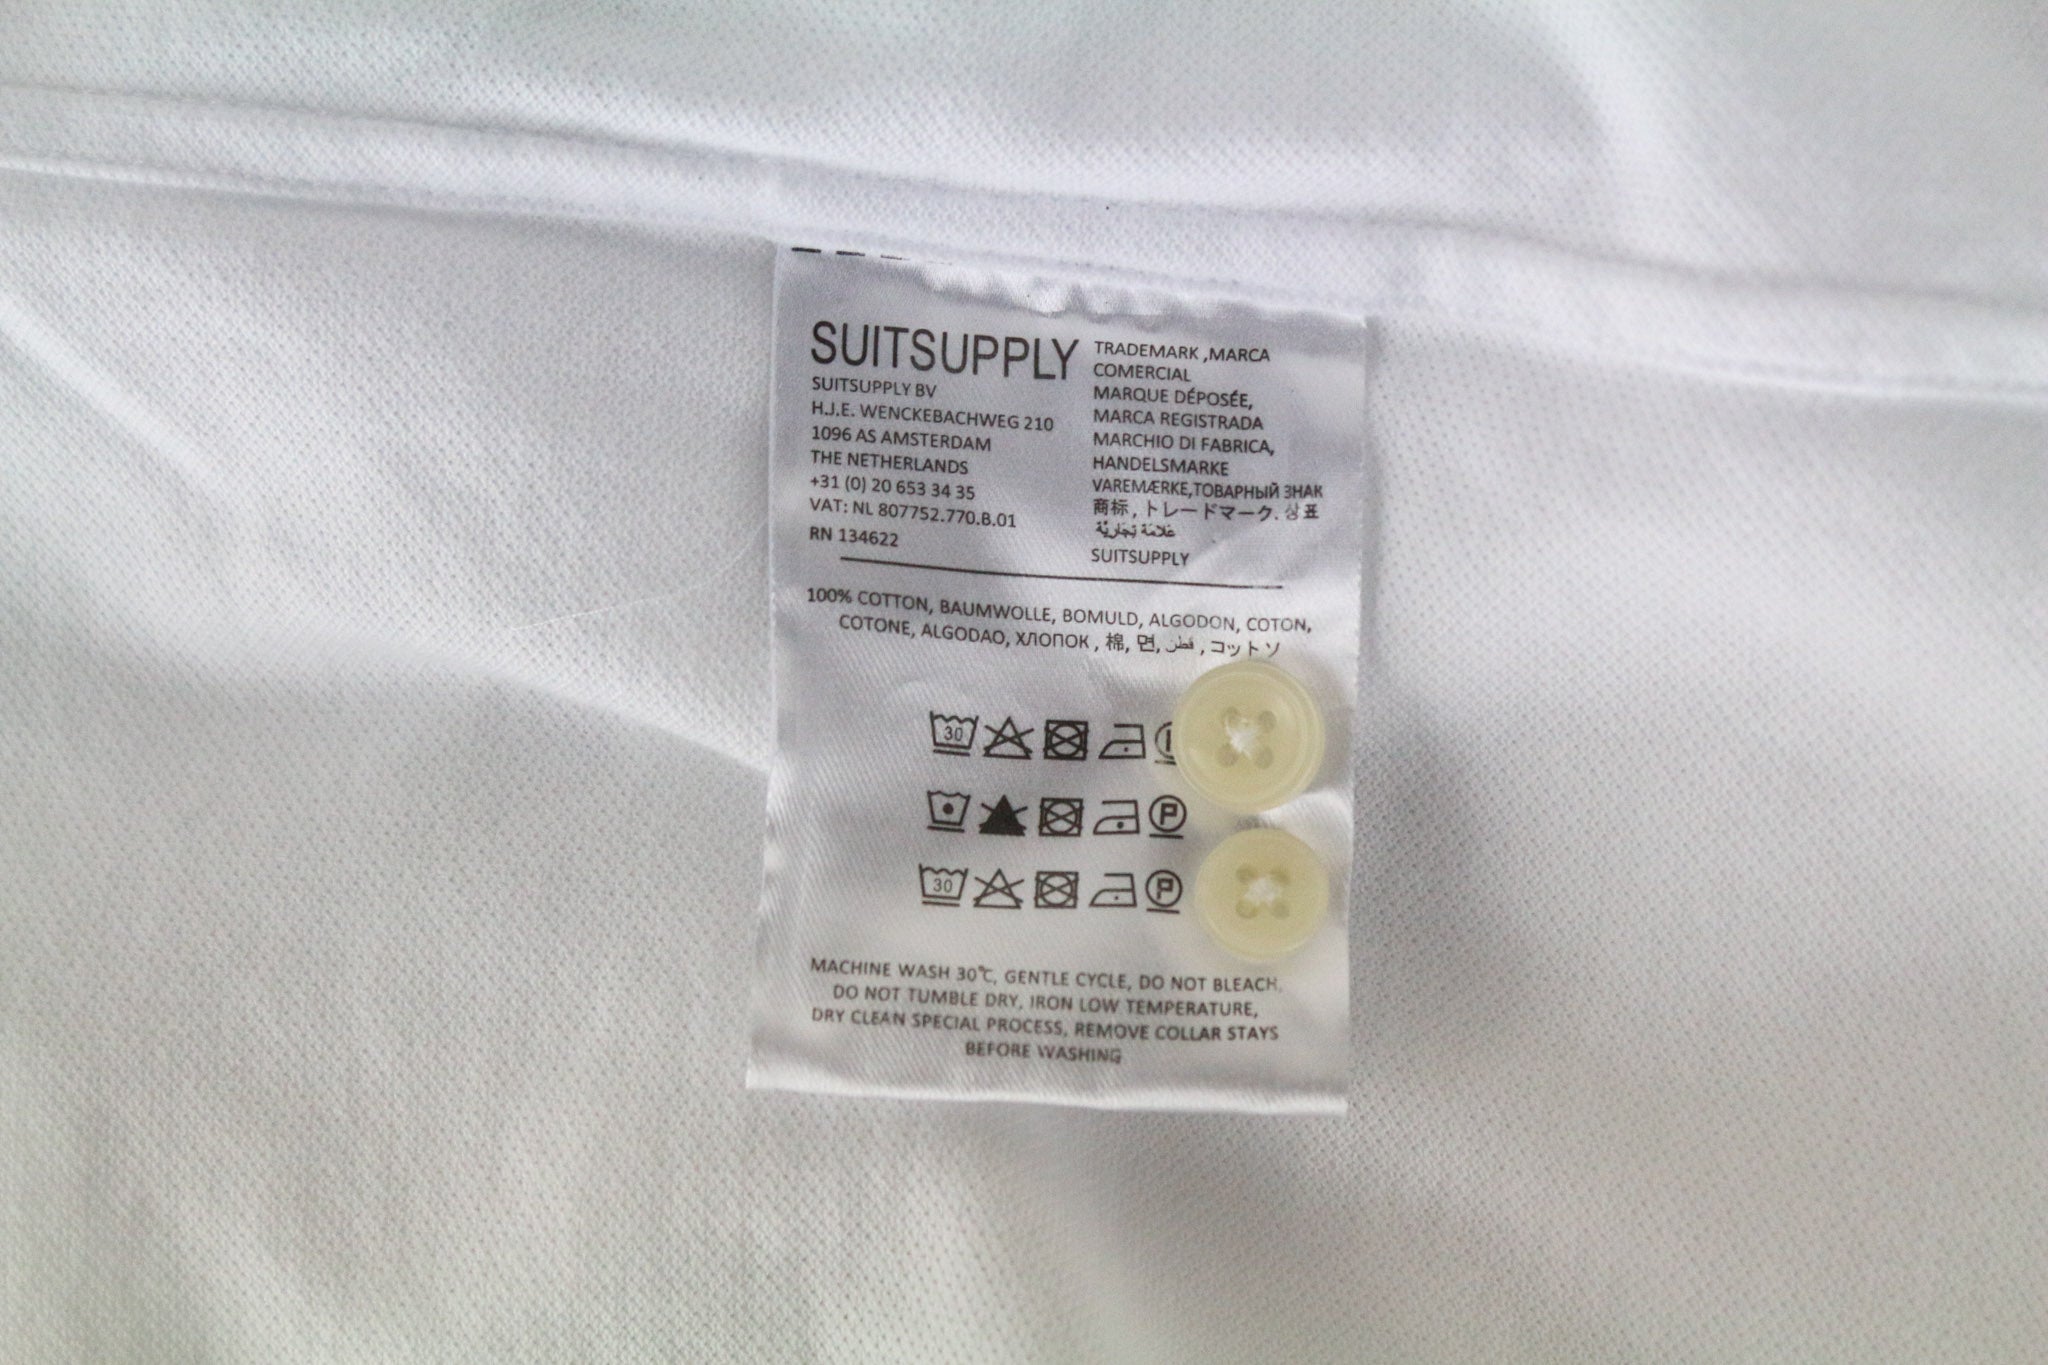 SUITSUPPLY
SUITSUPPLY BV
H.J.E. WENCKEBACHWEG 210
1096 AS AMSTERDAM
THE NETHERLANDS
+31 (0) 20 653 34 35
VAT: NL 807752.770.B.01
RN 134622
TRADEMARK ,MARCA
COMERCIAL
MARQUE DÉPOSÉE,
MARCA REGISTRADA
MARCHIO DI FABRICA,
HANDELSMARKE
VAREMÆRKE,ТОВАРНЫЙ ЗНАК
商标, トレードマーク. 상표
عَلامَة تِجَارِيَّة
SUITSUPPLY
100% COTTON, BAUMWOLLE, BOMULD, ALGODON, COTON,
COTONE, ALGODAO, ХЛОПОК , 棉, 면, قطن , コットソ
30
P
30 P
MACHINE WASH 30℃, GENTLE CYCLE, DO NOT BLEACH,
DO NOT TUMBLE DRY, IRON LOW TEMPERATURE,
DRY CLEAN SPECIAL PROCESS, REMOVE COLLAR STAYS
BEFORE WASHING